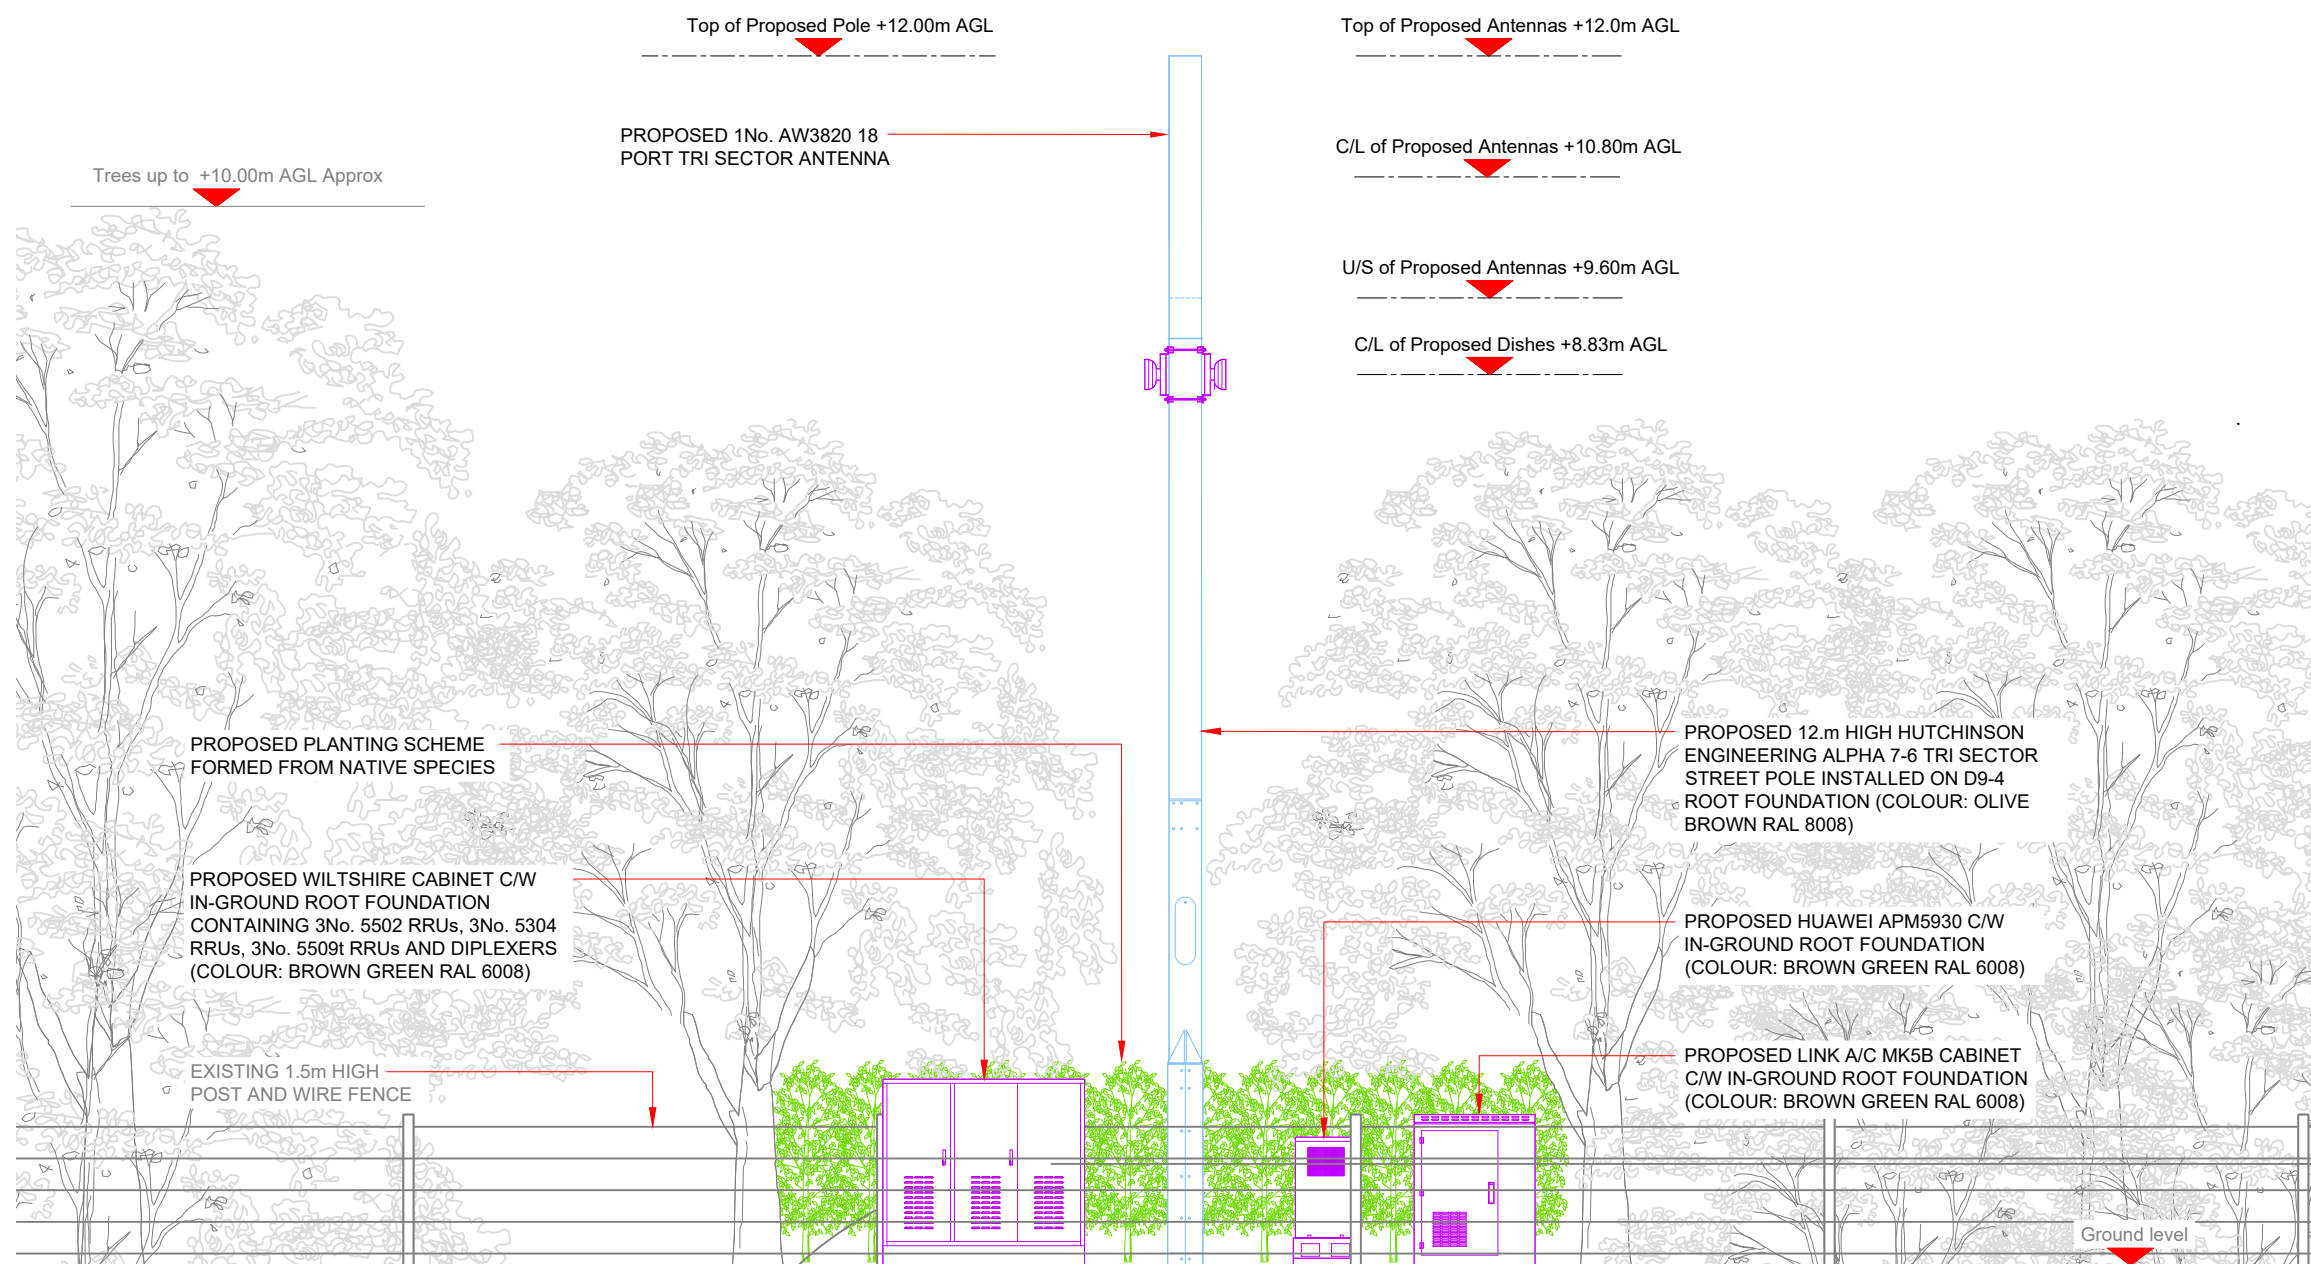 Top of Proposed Pole +12.00m AGL
Top of Proposed Antennas +12.0m AGL
PROPOSED 1No. AW3820 18
PORT TRI SECTOR ANTENNA
C/L of Proposed Antennas +10.80m AGL
Trees up to  +10.00m AGL Approx
U/S of Proposed Antennas +9.60m AGL
C/L of Proposed Dishes +8.83m AGL
PROPOSED PLANTING SCHEME
FORMED FROM NATIVE SPECIES
PROPOSED 12.m HIGH HUTCHINSON
ENGINEERING ALPHA 7-6 TRI SECTOR
STREET POLE INSTALLED ON D9-4
ROOT FOUNDATION (COLOUR: OLIVE
BROWN RAL 8008)
PROPOSED WILTSHIRE CABINET C/W
IN-GROUND ROOT FOUNDATION
CONTAINING 3No. 5502 RRUs, 3No. 5304
RRUs, 3No. 5509t RRUs AND DIPLEXERS
(COLOUR: BROWN GREEN RAL 6008)
PROPOSED HUAWEI APM5930 C/W
IN-GROUND ROOT FOUNDATION
(COLOUR: BROWN GREEN RAL 6008)
EXISTING 1.5m HIGH
POST AND WIRE FENCE
PROPOSED LINK A/C MK5B CABINET
C/W IN-GROUND ROOT FOUNDATION
(COLOUR: BROWN GREEN RAL 6008)
Ground level